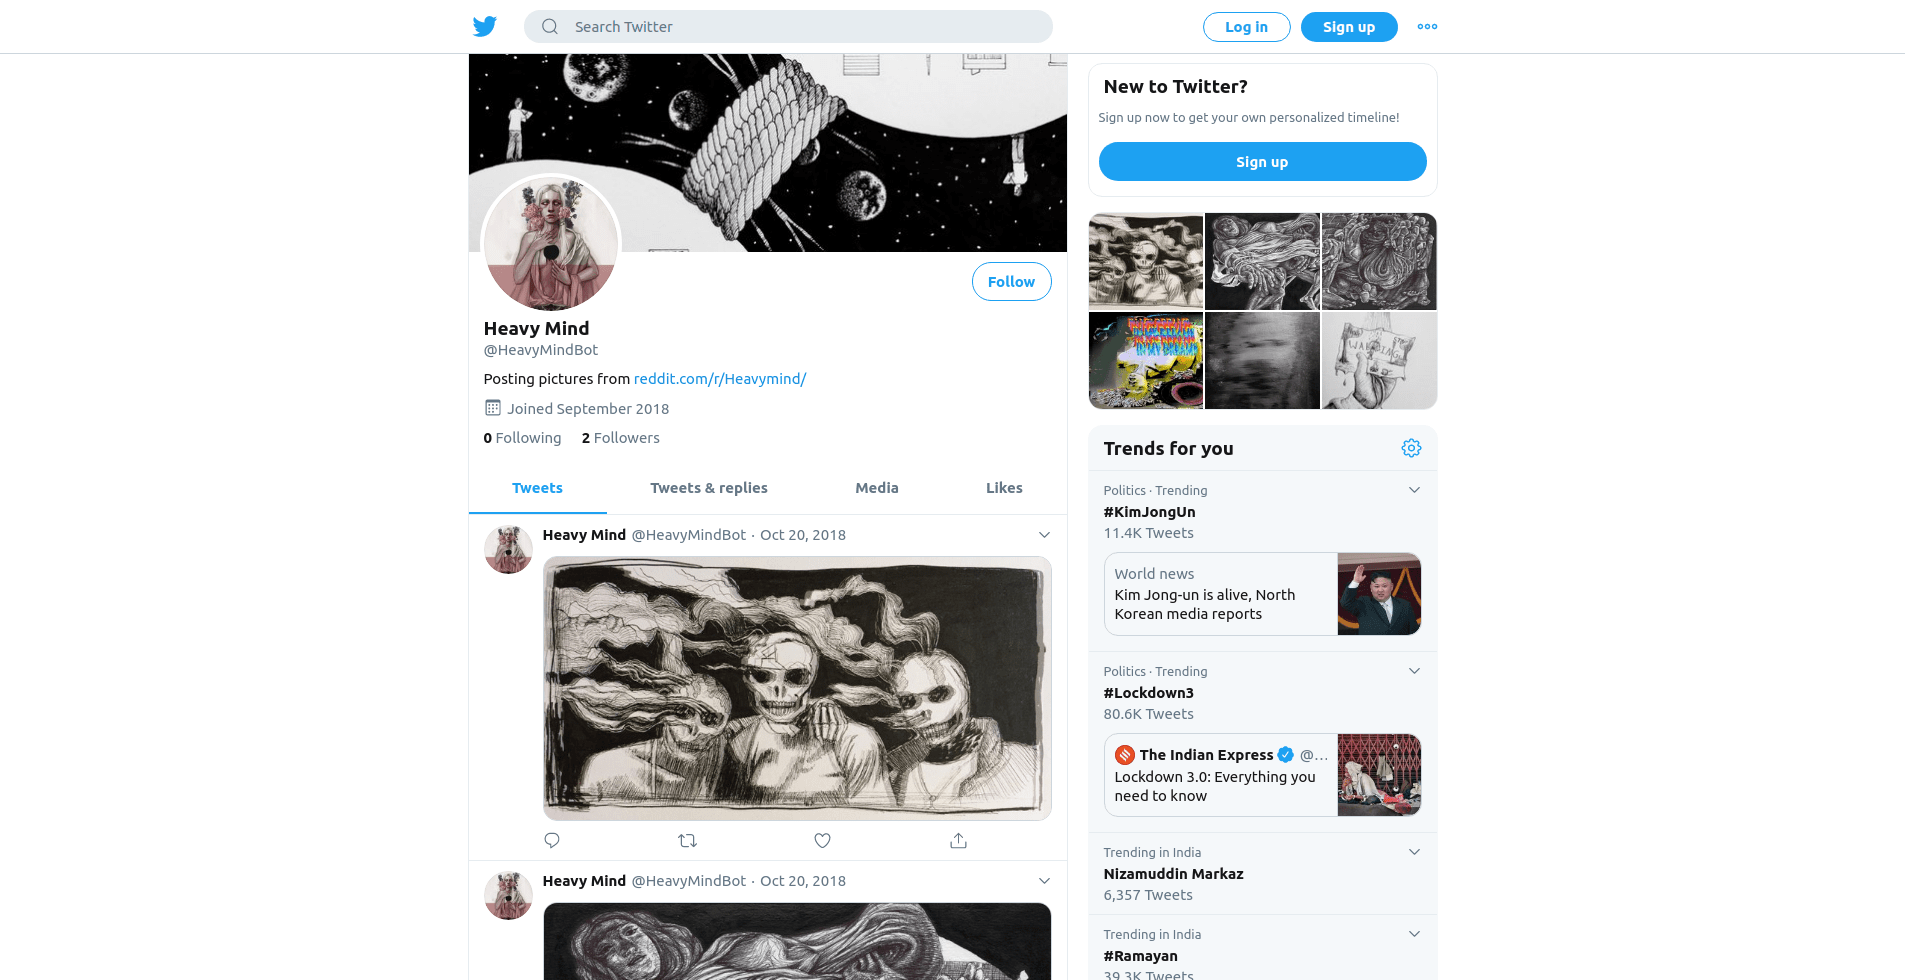 Search Twitter
Log in
Sign up
Heavy Mind
@HeavyMindBot
Follow
Posting pictures from reddit.com/r/Heavymind/
Joined September 2018
0 Following 2 Followers
Tweets
Tweets & replies
Media
Likes
Heavy Mind @HeavyMindBot · Oct 20, 2018
Heavy Mind @HeavyMindBot · Oct 20, 2018
New to Twitter?
Sign up now to get your own personalized timeline!
Sign up
WARNING
Trends for you
Politics · Trending
#KimJongUn
11.4K Tweets
World news
Kim Jong-un is alive, North
Korean media reports
Politics · Trending
#Lockdown3
80.6K Tweets
The Indian Express @...
Lockdown 3.0: Everything you
need to know
Trending in India
Nizamuddin Markaz
6,357 Tweets
Trending in India
#Ramayan
39.3K Tweets